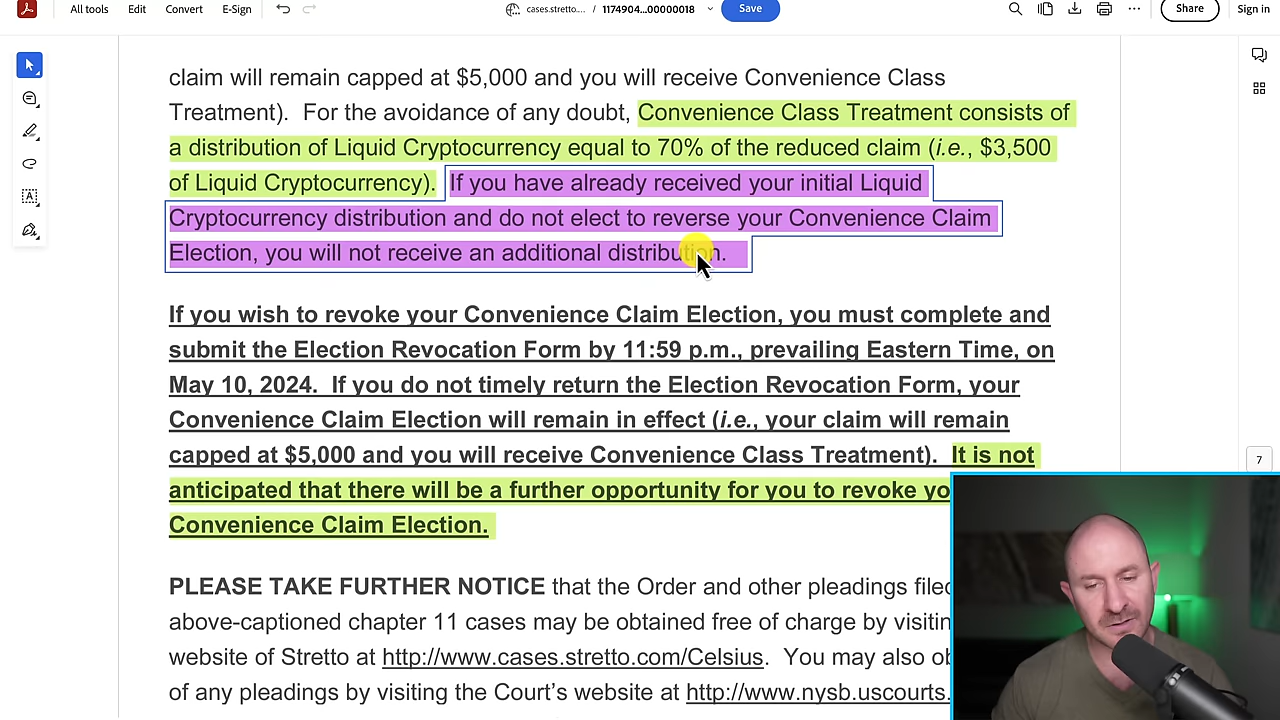 All tools Edit Convert E-Sign cases.stretto.... / 1174904...00000018 Save Share Sign in
claim will remain capped at $5,000 and you will receive Convenience Class
Treatment). For the avoidance of any doubt, Convenience Class Treatment consists of
a distribution of Liquid Cryptocurrency equal to 70% of the reduced claim (i.e., $3,500
of Liquid Cryptocurrency). If you have already received your initial Liquid
Cryptocurrency distribution and do not elect to reverse your Convenience Claim
Election, you will not receive an additional distribution.
If you wish to revoke your Convenience Claim Election, you must complete and
submit the Election Revocation Form by 11:59 p.m., prevailing Eastern Time, on
May 10, 2024. If you do not timely return the Election Revocation Form, your
Convenience Claim Election will remain in effect (i.e., your claim will remain
capped at $5,000 and you will receive Convenience Class Treatment). It is not
7
anticipated that there will be a further opportunity for you to revoke yo
Convenience Claim Election.
PLEASE TAKE FURTHER NOTICE that the Order and other pleadings filed
above-captioned chapter 11 cases may be obtained free of charge by visitin
website of Stretto at http://www.cases.stretto.com/Celsius. You may also ob
of any pleadings by visiting the Court's website at http://www.nysb.uscourts.